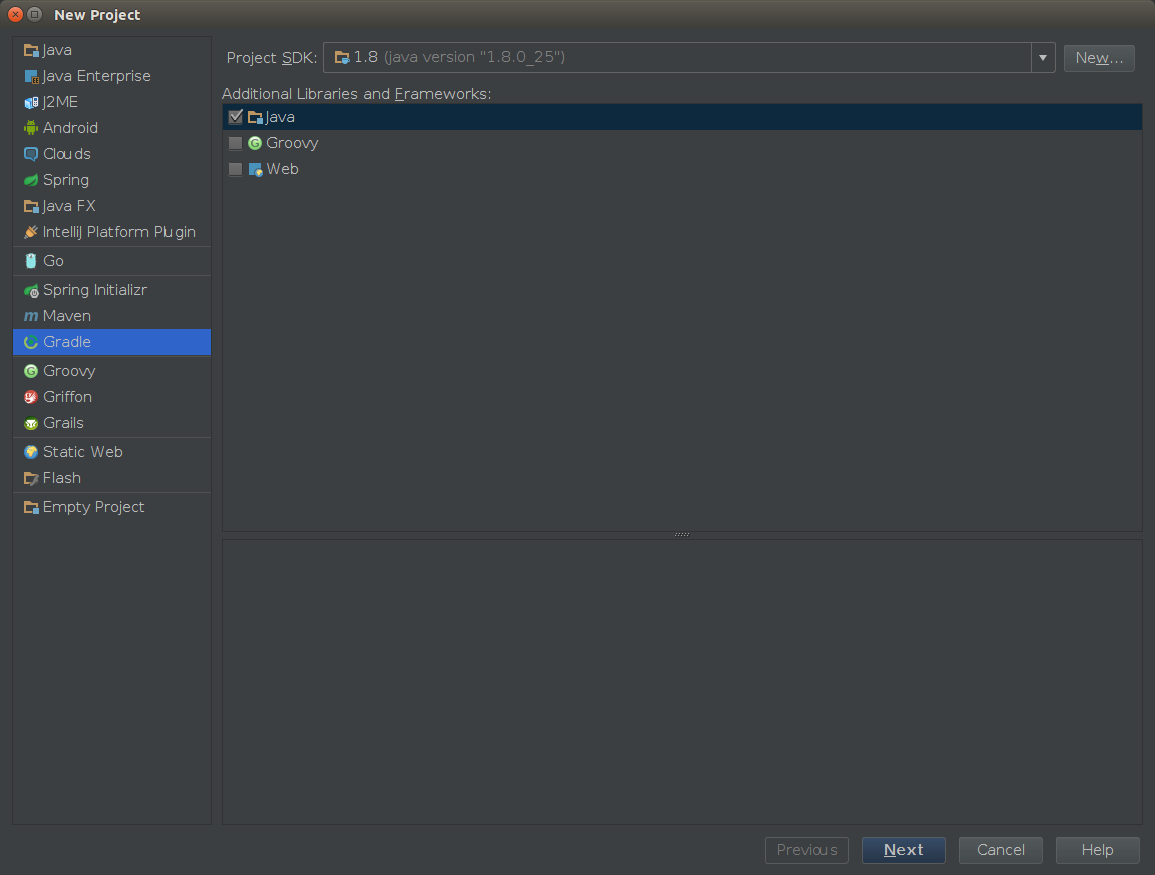 New Project
Java
Java Enterprise
J2ME
Android
Clouds
Spring
Java FX
IntelliJ Platform Plugin
Go
Spring Initializr
Maven
Gradle
Groovy
Griffon
Grails
Static Web
Flash
Empty Project
Project SDK: 1.8 (java version "1.8.0_25") New...
Additional Libraries and Frameworks:
Java
Groovy
Web
Previous Next Cancel Help